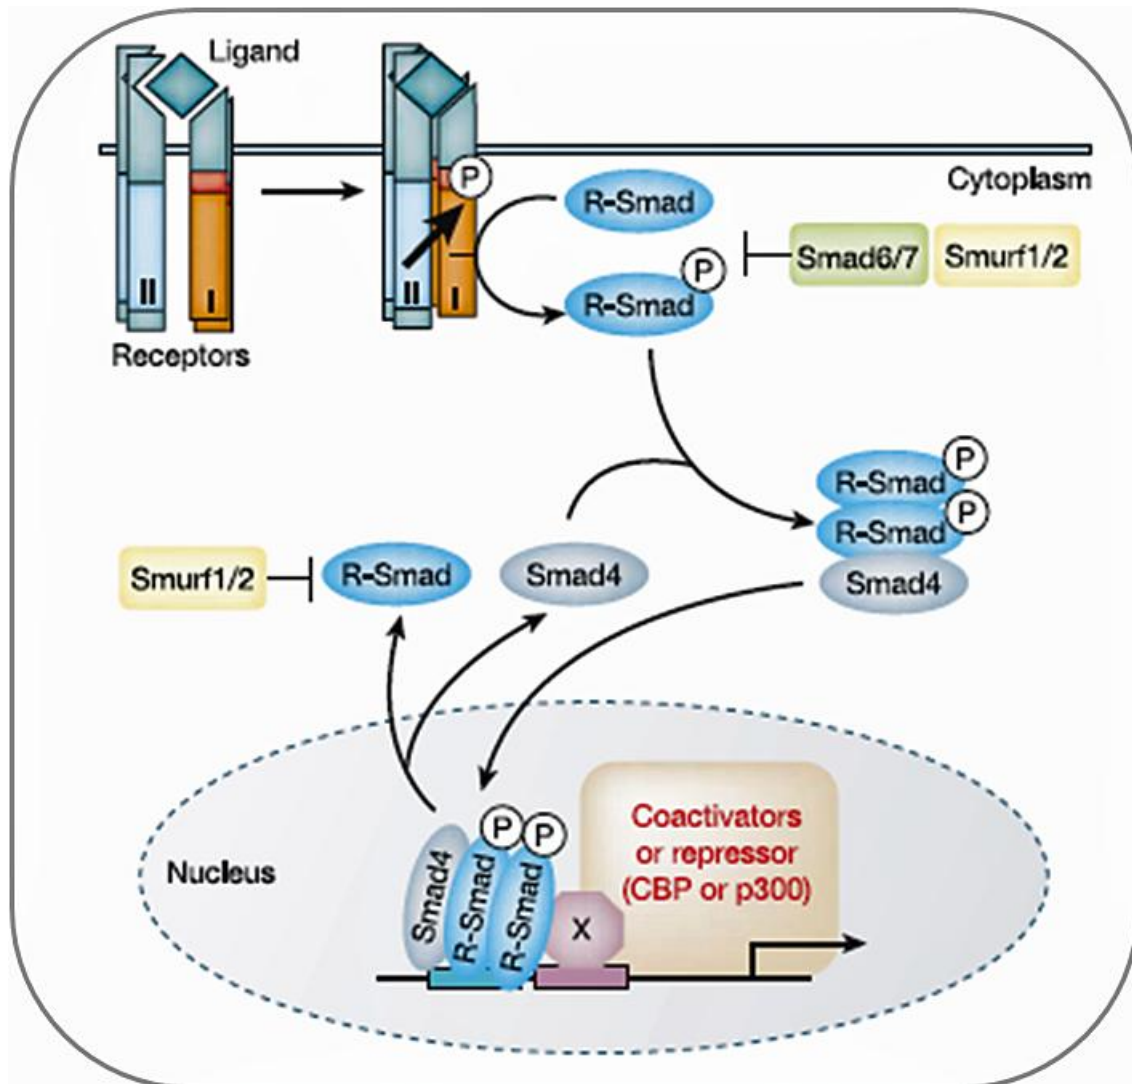 Ligand
P
Cytoplasm
R-Smad
Smad6/7
Smurf1/2
P
R-Smad
II
I
II
I
Receptors
P
R-Smad
P
R-Smad
Smad4
Smurf1/2
R-Smad
Smad4
Nucleus
P
P
Smad4
R-Smad
R-Smad
X
Coactivators
or repressor
(CBP or p300)